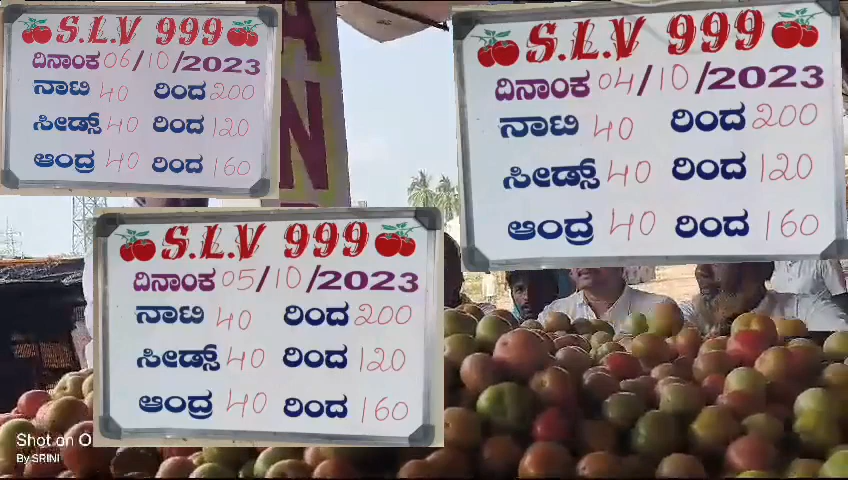 S.L.V 999
ದಿನಾಂಕ 06/10/2023
ನಾಟಿ 40 ರಿಂದ 200
ಸೀಡ್ಸ್ 40 ರಿಂದ 120
ಆಂದ್ರ 40 ರಿಂದ 160
S.L.V 999
ದಿನಾಂಕ 04/10/2023
ನಾಟಿ 40 ರಿಂದ 200
ಸೀಡ್ಸ್ 40 ರಿಂದ 120
ಆಂದ್ರ 40 ರಿಂದ 160
S.L.V 999
ದಿನಾಂಕ 05/10/2023
ನಾಟಿ 40 ರಿಂದ 200
ಸೀಡ್ಸ್ 40 ರಿಂದ 120
ಆಂದ್ರ 40 ರಿಂದ 160
Shot on O
By SRINI